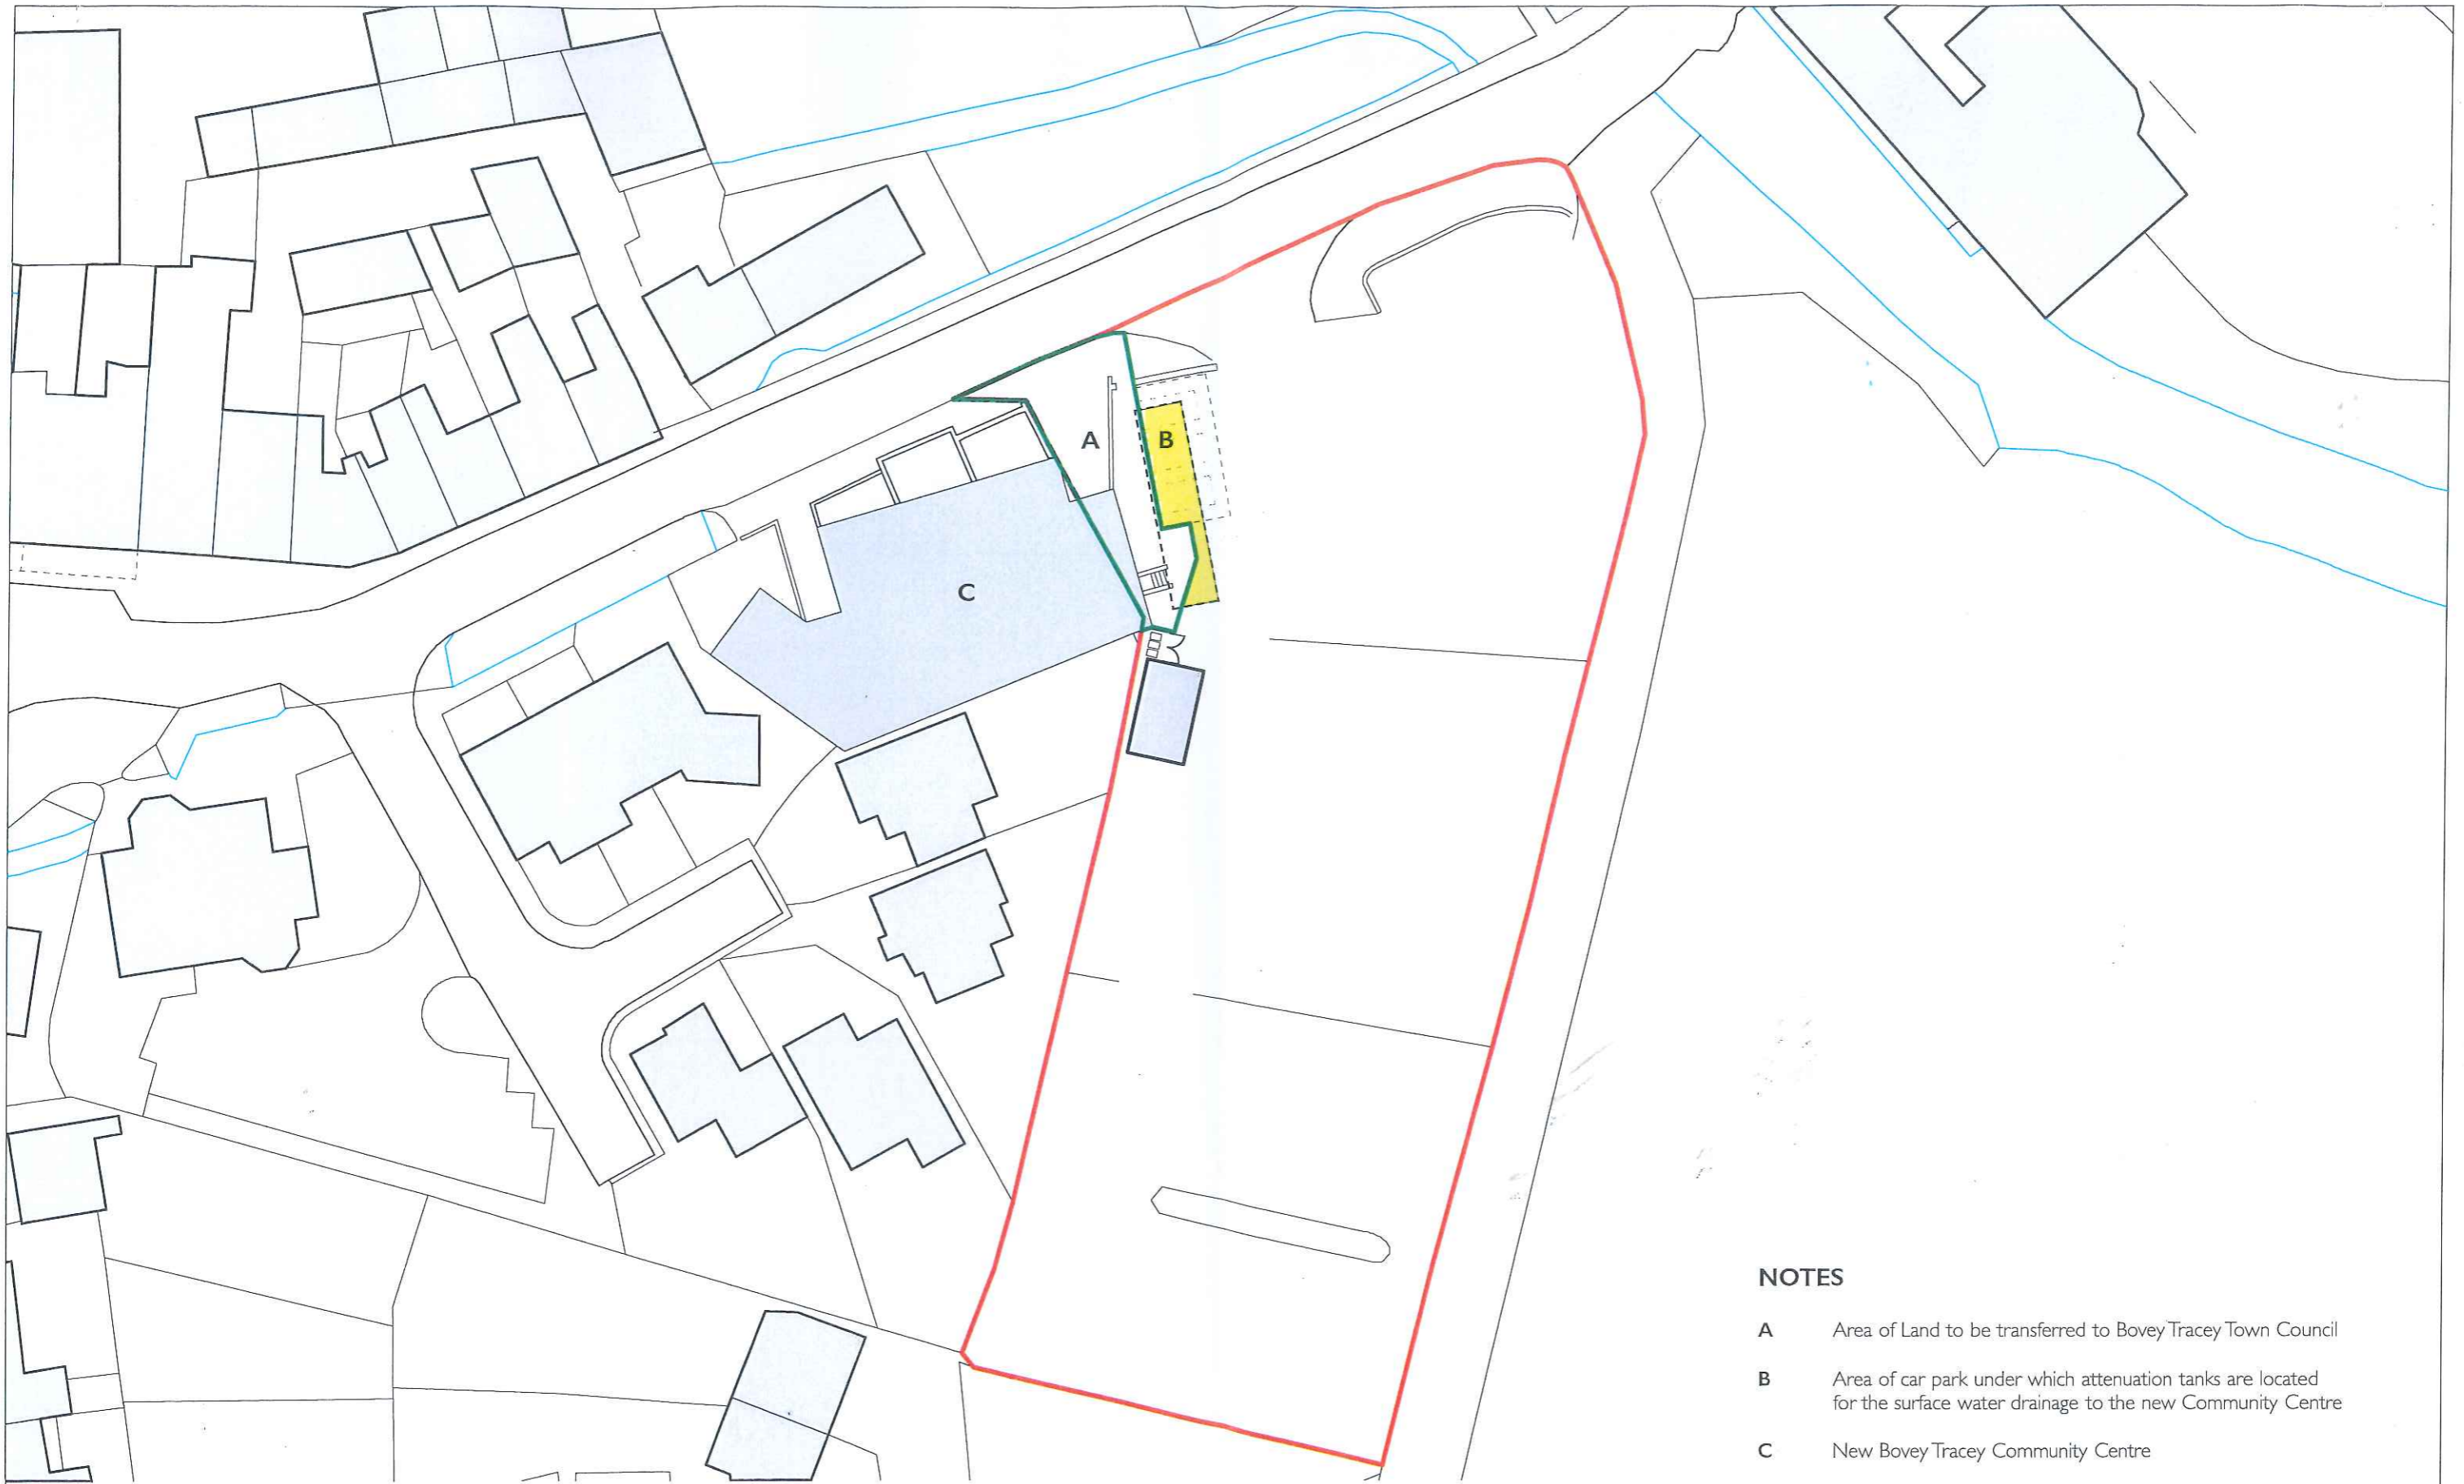 A
B
C
NOTES
A Area of Land to be transferred to Bovey Tracey Town Council
B Area of car park under which attenuation tanks are located
for the surface water drainage to the new Community Centre
C New Bovey Tracey Community Centre